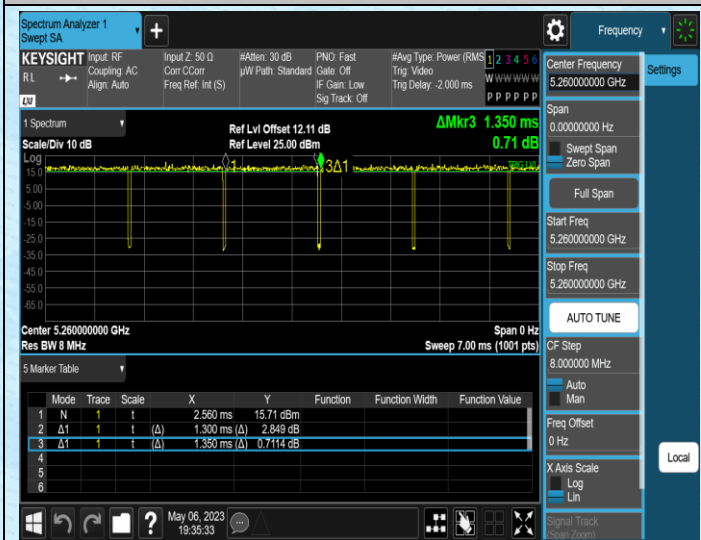 Spectrum Analyzer 1
Swept SA
+
Frequency
KEYSIGHT
RL
LXI
Input: RF
Coupling: AC
Align: Auto
Input Z: 50 Ω
Corr CCorr
Freq Ref: Int (S)
#Atten: 30 dB
µW Path: Standard
PNO: Fast
Gate: Off
IF Gain: Low
Sig Track: Off
#Avg Type: Power (RMS
Trig: Video
Trig Delay: -2.000 ms
1 2 3 4 5 6
W W W W W W
P P P P P P
1 Spectrum
Scale/Div 10 dB
Log
Ref Lvl Offset 12.11 dB
Ref Level 25.00 dBm
ΔMkr3 1.350 ms
0.71 dB
15.0
5.00
-5.00
-15.0
-25.0
-35.0
-45.0
-55.0
-65.0
1
3Δ1
TRIG LVL
Center 5.260000000 GHz
Res BW 8 MHz
Span 0 Hz
Sweep 7.00 ms (1001 pts)
5 Marker Table
Mode Trace Scale X Y Function Function Width Function Value
1 N 1 t 2.560 ms 15.71 dBm
2 Δ1 1 t (Δ) 1.300 ms (Δ) 2.849 dB
3 Δ1 1 t (Δ) 1.350 ms (Δ) 0.7114 dB
4
5
6
May 06, 2023
19:35:33
Center Frequency
5.260000000 GHz
Settings
Span
0.00000000 Hz
Swept Span
Zero Span
Full Span
Start Freq
5.260000000 GHz
Stop Freq
5.260000000 GHz
AUTO TUNE
CF Step
8.000000 MHz
Auto
Man
Freq Offset
0 Hz
X Axis Scale
Log
Lin
Signal Track
(Span Zoom)
Local